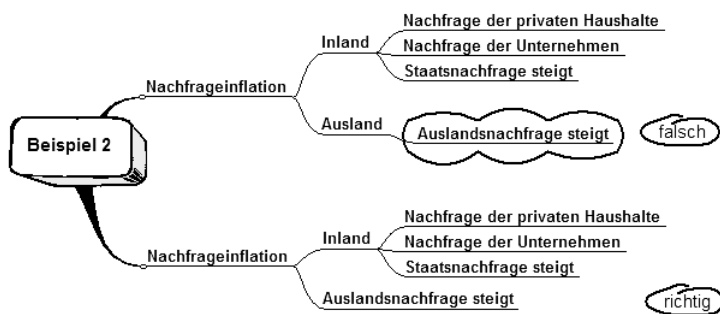 Nachfrage der privaten Haushalte
Inland
Nachfrage der Unternehmen
Staatsnachfrage steigt
Nachfrageinflation
Ausland
Auslandsnachfrage steigt
falsch
Beispiel 2
Nachfrage der privaten Haushalte
Inland
Nachfrage der Unternehmen
Staatsnachfrage steigt
Nachfrageinflation
Auslandsnachfrage steigt
richtig